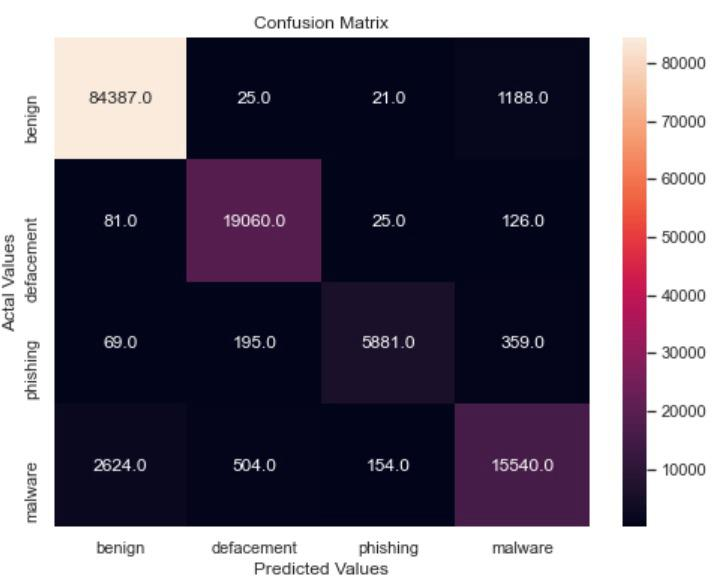 Confusion Matrix
benign
84387.0 25.0 21.0 1188.0
defacement
81.0 19060.0 25.0 126.0
phishing
69.0 195.0 5881.0 359.0
malware
2624.0 504.0 154.0 15540.0
benign defacement phishing malware
Predicted Values
Actal Values
80000
70000
60000
50000
40000
30000
20000
10000